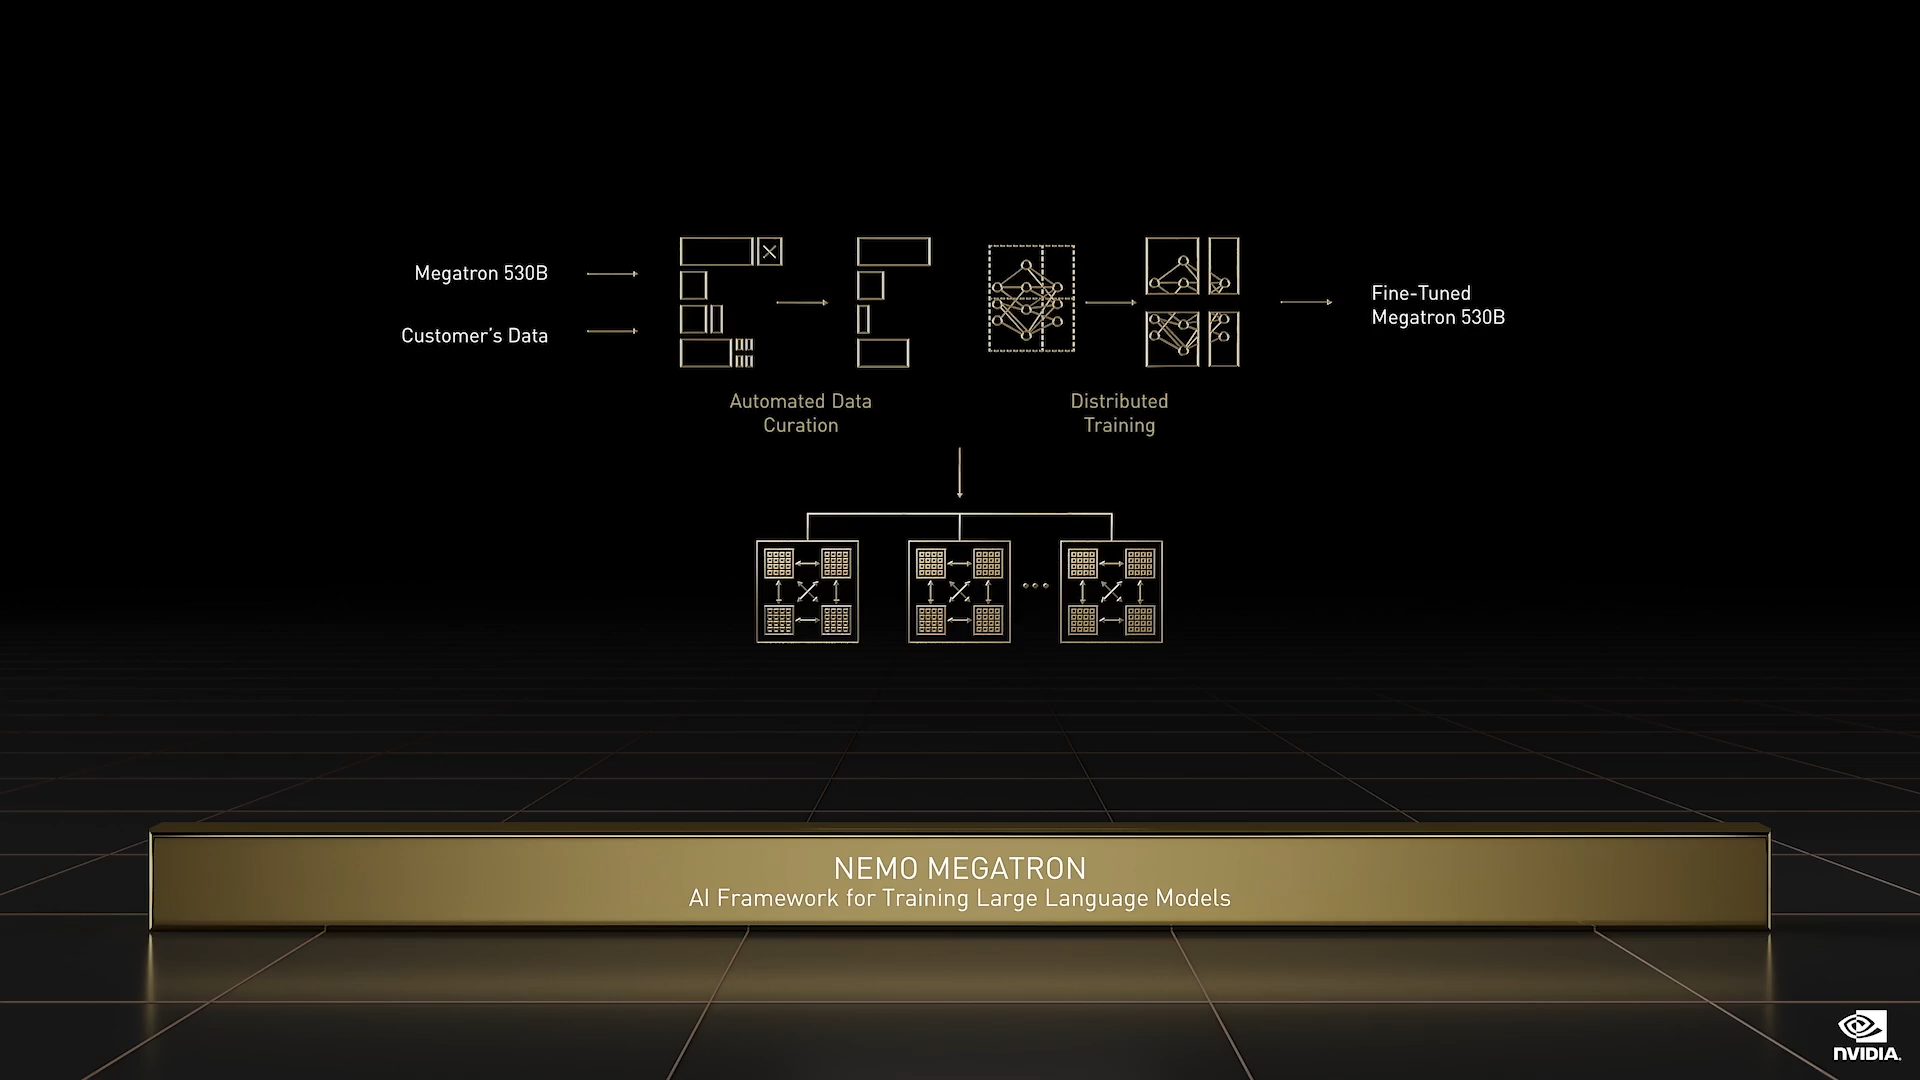 Megatron 530B
Customer's Data
Automated Data
Curation
Distributed
Training
Fine-Tuned
Megatron 530B
NEMO MEGATRON
AI Framework for Training Large Language Models
NVIDIA.